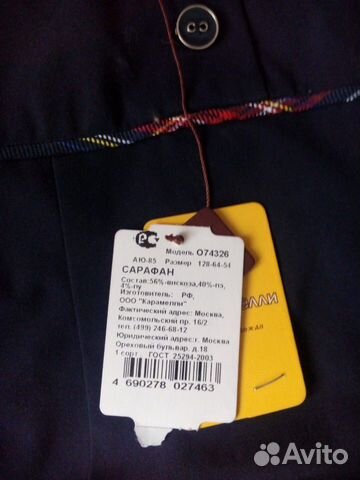 Модель О74326
АЮ-85 Размер 128-64-54
САРАФАН
Состав:56%-вискоза,40%-пэ,
4%-пу
Изготовитель: РФ,
ООО "Карамелли"
Фактический адрес: Москва,
Комсомольский пр. 16/2
тел. (499) 246-68-12
Юридический адрес:г. Москва
Ореховый бульвар, д.18
1 сорт ГОСТ 25294-2003
4 690278 027463
ЕЛЛИ
ОДЕЖДА
Avito